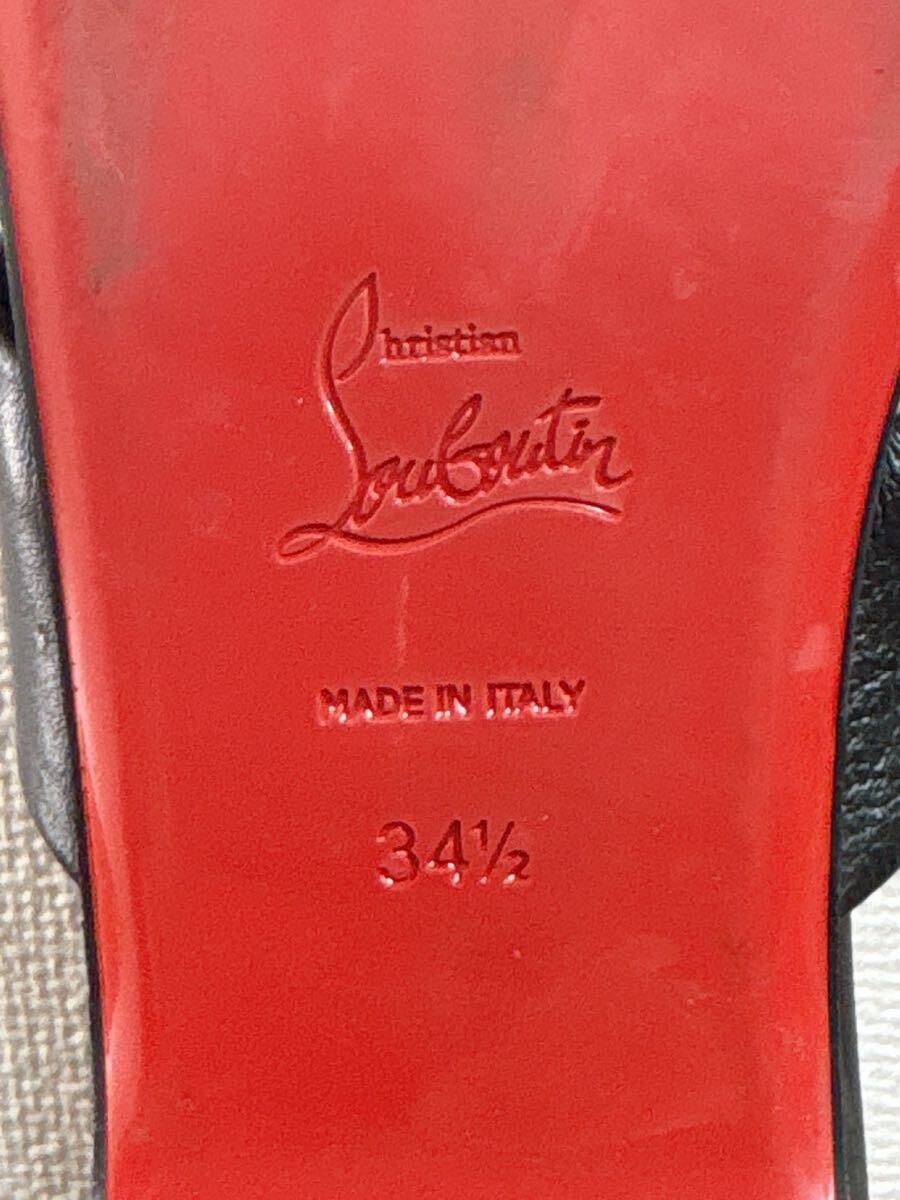 Christian
Louboutin
MADE IN ITALY
34½